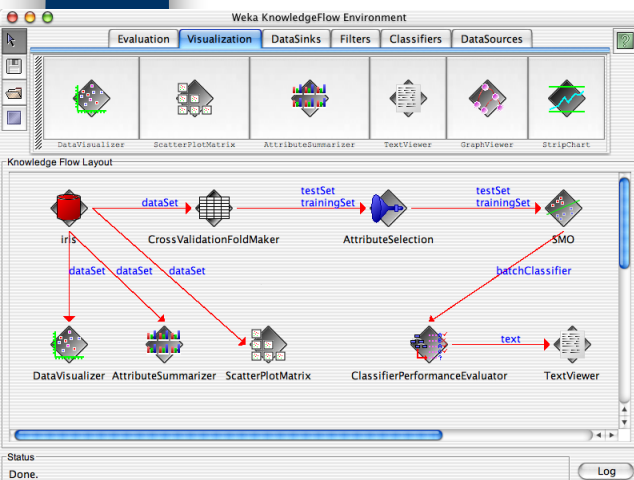 Weka KnowledgeFlow Environment
Evaluation Visualization DataSinks Filters Classifiers DataSources
DataVisualizer ScatterPlotMatrix AttributeSummarizer TextViewer GraphViewer StripChart
Knowledge Flow Layout
testSet testSet
dataSet trainingSet trainingSet
iris CrossValidationFoldMaker AttributeSelection SMO
dataSet dataSet dataSet batchClassifier
text
DataVisualizer AttributeSummarizer ScatterPlotMatrix ClassifierPerformanceEvaluator TextViewer
Status
Done.
Log